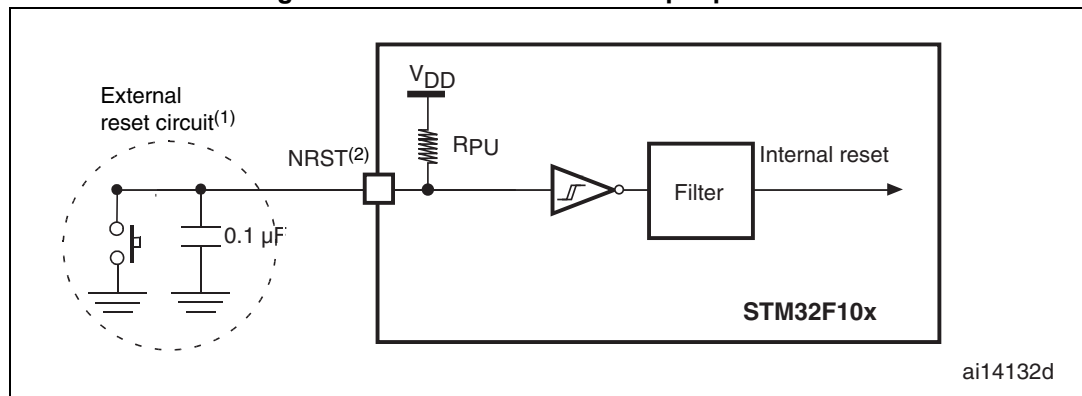 External
reset circuit(1)
VDD
RPU
NRST(2)
Internal reset
Filter
0.1 µF
STM32F10x
ai14132d